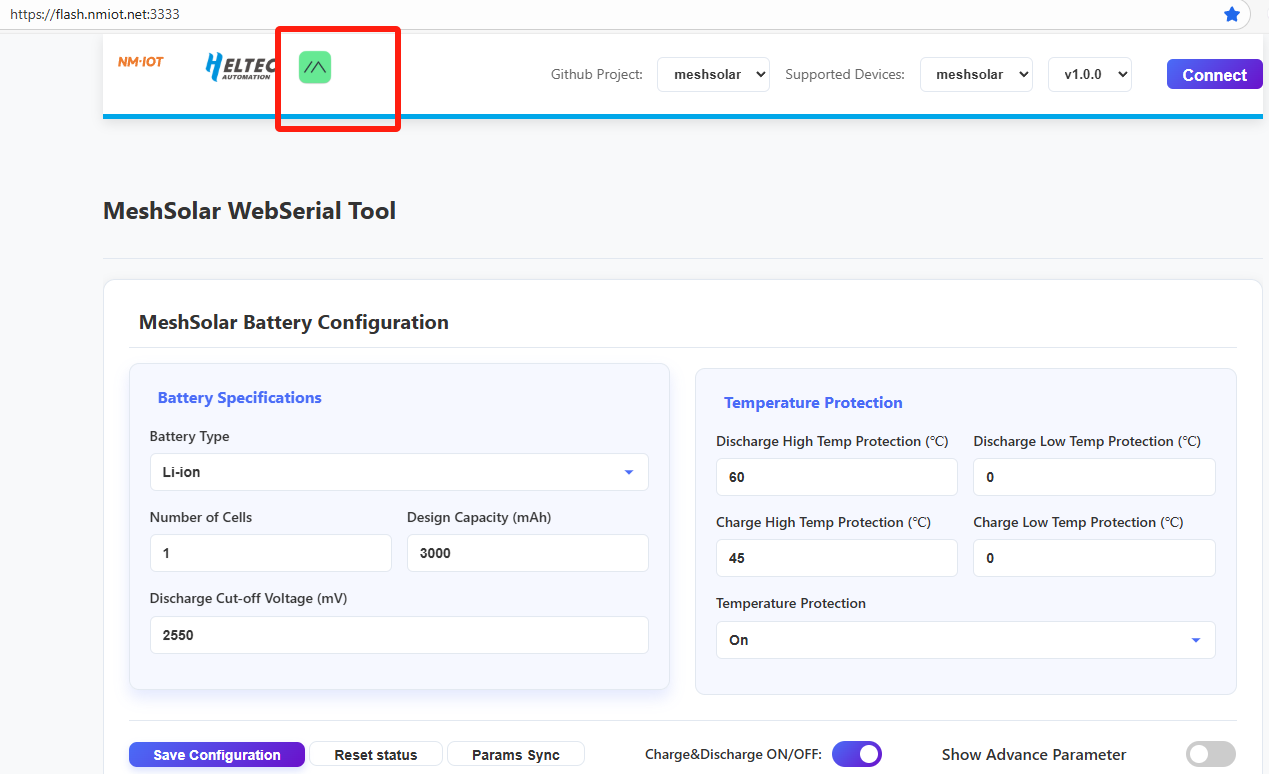 https://flash.nmiot.net:3333
NM·IOT
HELTEC
AUTOMATION
Github Project:
meshsolar
Supported Devices:
meshsolar
v1.0.0
Connect
MeshSolar WebSerial Tool
MeshSolar Battery Configuration
Battery Specifications
Battery Type
Li-ion
Number of Cells
Design Capacity (mAh)
1
3000
Discharge Cut-off Voltage (mV)
2550
Temperature Protection
Discharge High Temp Protection (℃)
Discharge Low Temp Protection (℃)
60
0
Charge High Temp Protection (℃)
Charge Low Temp Protection (℃)
45
0
Temperature Protection
On
Save Configuration
Reset status
Params Sync
Charge&Discharge ON/OFF:
Show Advance Parameter